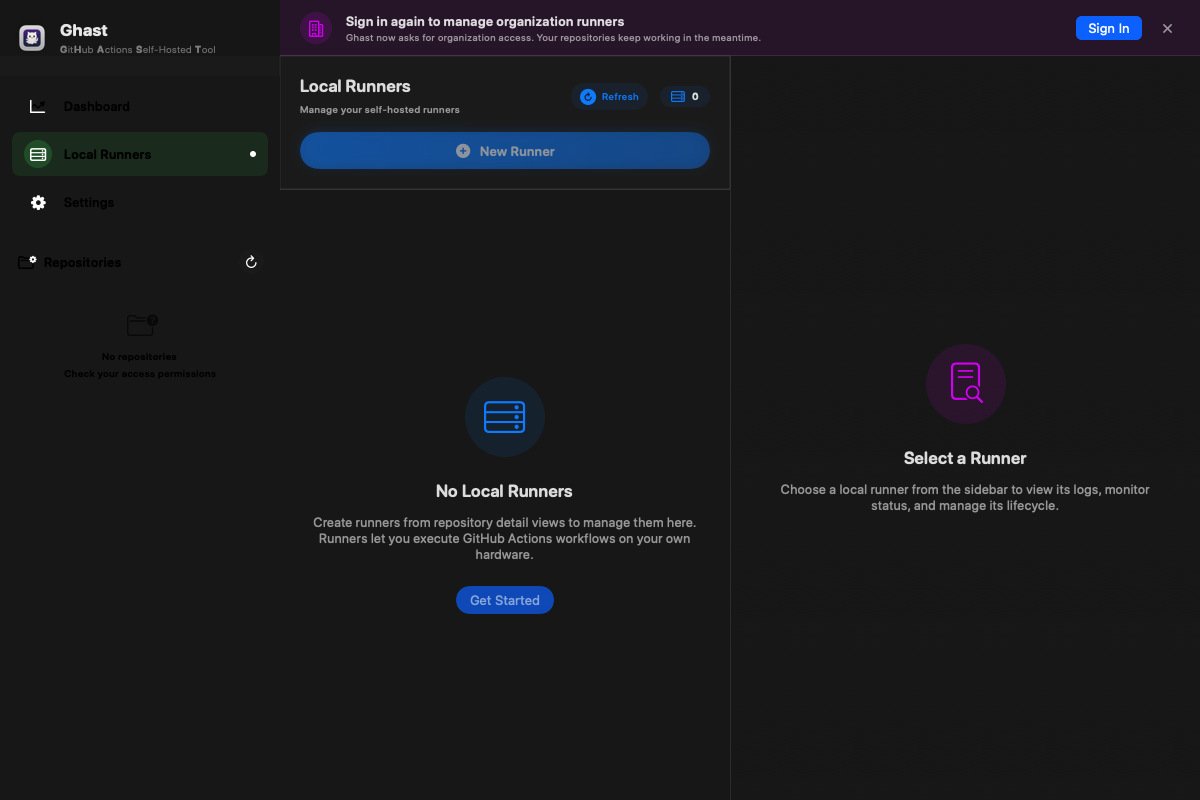 Ghast
GitHub Actions Self-Hosted Tool
Dashboard
Local Runners
Settings
Repositories
No repositories
Check your access permissions
Sign in again to manage organization runners
Ghast now asks for organization access. Your repositories keep working in the meantime.
Sign In
Local Runners
Manage your self-hosted runners
Refresh
0
New Runner
No Local Runners
Create runners from repository detail views to manage them here.
Runners let you execute GitHub Actions workflows on your own
hardware.
Get Started
Select a Runner
Choose a local runner from the sidebar to view its logs, monitor
status, and manage its lifecycle.